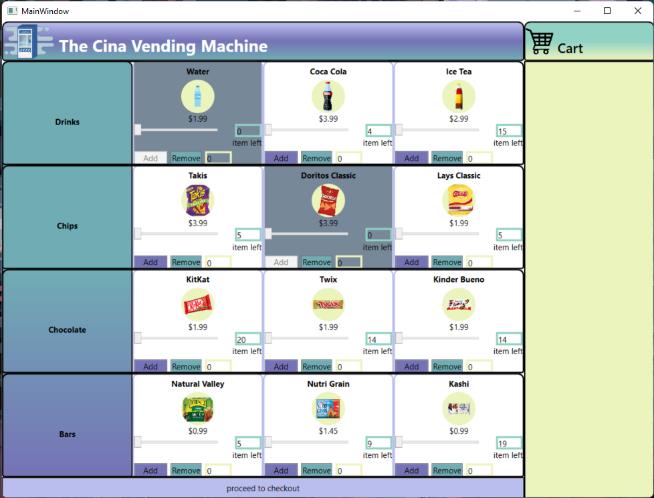 MainWindow
The Cina Vending Machine
Cart
Drinks
Water
$1.99
0
item left
Add Remove 0
Coca Cola
$3.99
4
item left
Add Remove 0
Ice Tea
$2.99
15
item left
Add Remove 0
Chips
Takis
$3.99
5
item left
Add Remove 0
Doritos Classic
$3.99
0
item left
Add Remove 0
Lays Classic
$1.99
5
item left
Add Remove 0
Chocolate
KitKat
$1.99
20
item left
Add Remove 0
Twix
$1.99
14
item left
Add Remove 0
Kinder Bueno
$1.99
14
item left
Add Remove 0
Bars
Natural Valley
$0.99
5
item left
Add Remove 0
Nutri Grain
$1.45
9
item left
Add Remove 0
Kashi
$0.99
19
item left
Add Remove 0
proceed to checkout